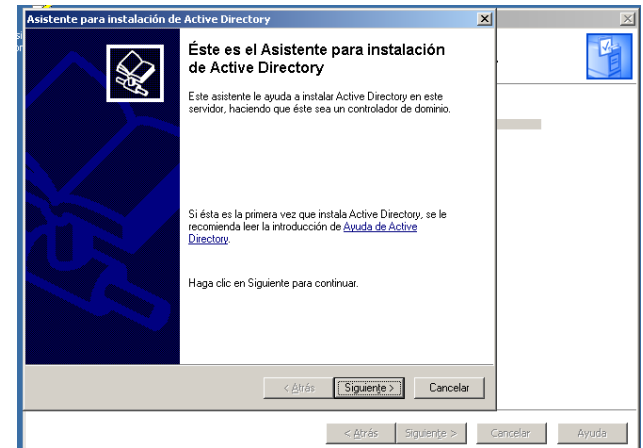 Asistente para instalación de Active Directory
Éste es el Asistente para instalación
de Active Directory
Este asistente le ayuda a instalar Active Directory en este
servidor, haciendo que éste sea un controlador de dominio.
Si ésta es la primera vez que instala Active Directory, se le
recomienda leer la introducción de Ayuda de Active
Directory.
Haga clic en Siguiente para continuar.
< Atrás Siguiente > Cancelar
< Atrás Siguiente > Cancelar Ayuda